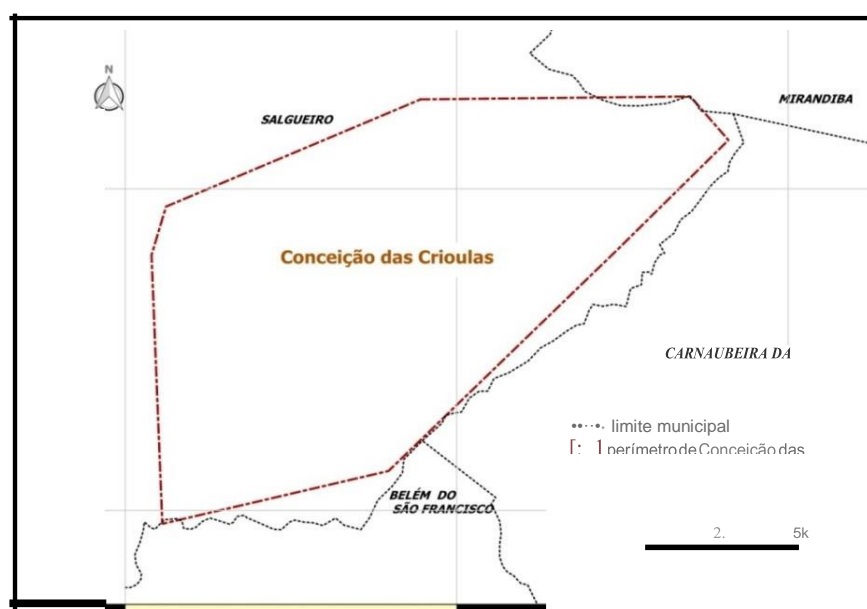 N
MIRANDIBA
SALGUEIRO
Conceição das Crioulas
CARNAUBEIRA DA
limite municipal
perímetro de Conceição das
BELÉM DO
SÃO FRANCISCO
2. 5k